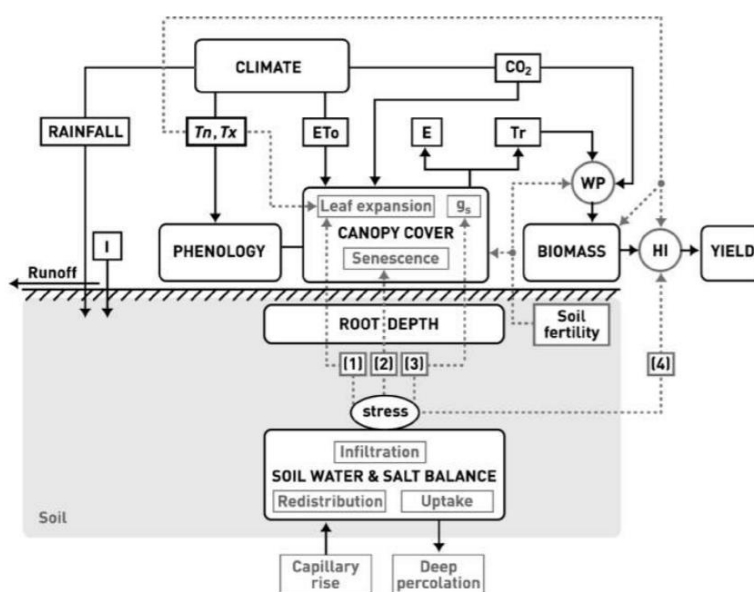 CLIMATE
CO₂
RAINFALL
Tn, Tx
ETo
E
Tr
WP
Leaf expansion
gₛ
CANOPY COVER
Senescence
PHENOLOGY
BIOMASS
HI
YIELD
I
Runoff
ROOT DEPTH
Soil
fertility
(1)
(2)
(3)
(4)
stress
Infiltration
SOIL WATER & SALT BALANCE
Redistribution
Uptake
Soil
Capillary
rise
Deep
percolation